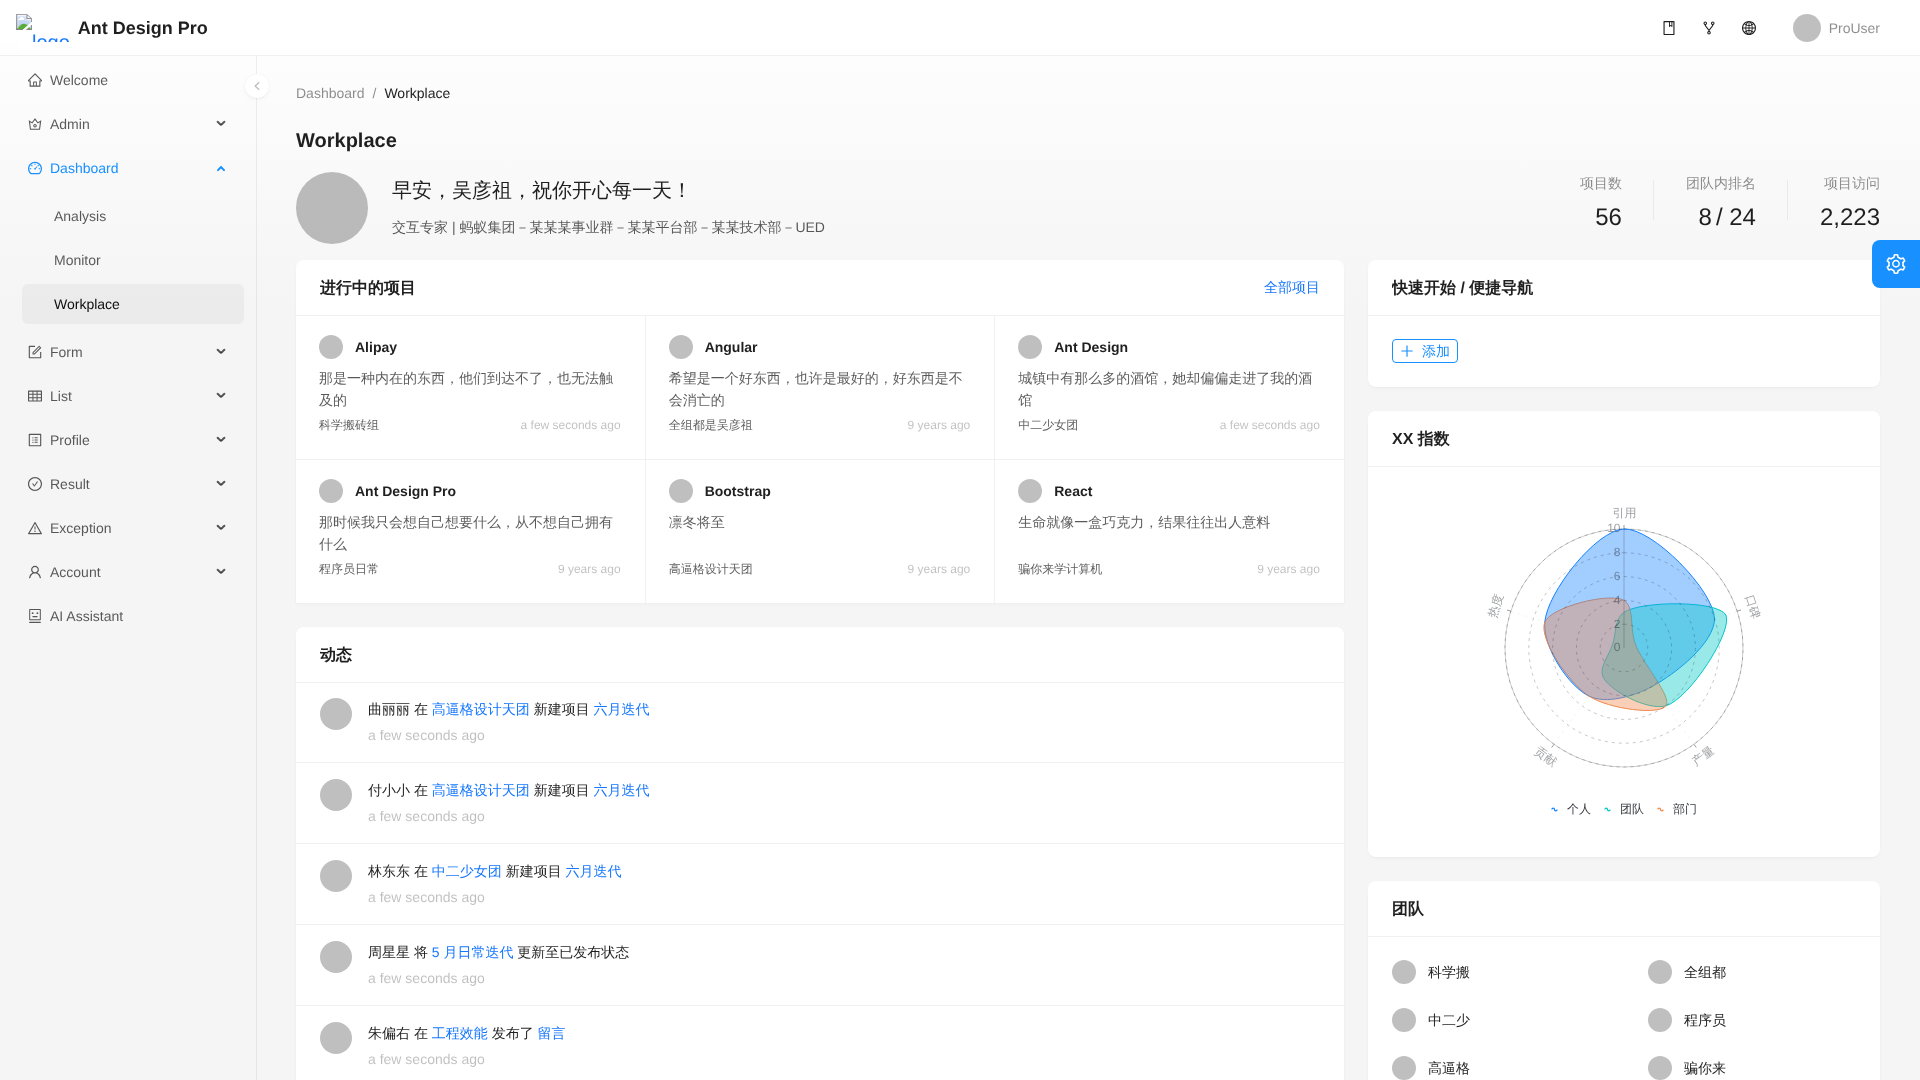 Ant Design Pro
ProUser
Welcome
Admin
Dashboard
Analysis
Monitor
Workplace
Form
List
Profile
Result
Exception
Account
AI Assistant
Dashboard / Workplace
Workplace
早安，吴彦祖，祝你开心每一天！
交互专家 | 蚂蚁集团－某某某事业群－某某平台部－某某技术部－UED
项目数
56
团队内排名
8 / 24
项目访问
2,223
进行中的项目
全部项目
Alipay
那是一种内在的东西，他们到达不了，也无法触
及的
科学搬砖组
a few seconds ago
Angular
希望是一个好东西，也许是最好的，好东西是不
会消亡的
全组都是吴彦祖
9 years ago
Ant Design
城镇中有那么多的酒馆，她却偏偏走进了我的酒
馆
中二少女团
a few seconds ago
Ant Design Pro
那时候我只会想自己想要什么，从不想自己拥有
什么
程序员日常
9 years ago
Bootstrap
凛冬将至
高逼格设计天团
9 years ago
React
生命就像一盒巧克力，结果往往出人意料
骗你来学计算机
9 years ago
动态
曲丽丽 在 高逼格设计天团 新建项目 六月迭代
a few seconds ago
付小小 在 高逼格设计天团 新建项目 六月迭代
a few seconds ago
林东东 在 中二少女团 新建项目 六月迭代
a few seconds ago
周星星 将 5 月日常迭代 更新至已发布状态
a few seconds ago
朱偏右 在 工程效能 发布了 留言
a few seconds ago
快速开始 / 便捷导航
添加
XX 指数
引用
口碑
产量
贡献
热度
10
8
6
4
2
0
个人
团队
部门
团队
科学搬
全组都
中二少
程序员
高逼格
骗你来